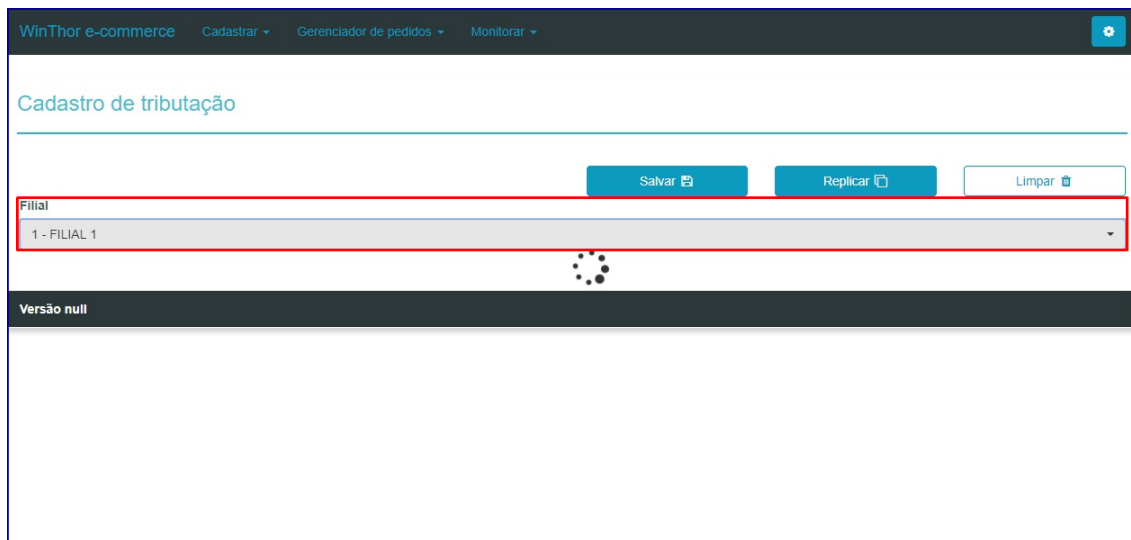 WinThor e-commerce Cadastrar Gerenciador de pedidos Monitorar
Cadastro de tributação
Salvar Replicar Limpar
Filial
1 - FILIAL 1
Versão null